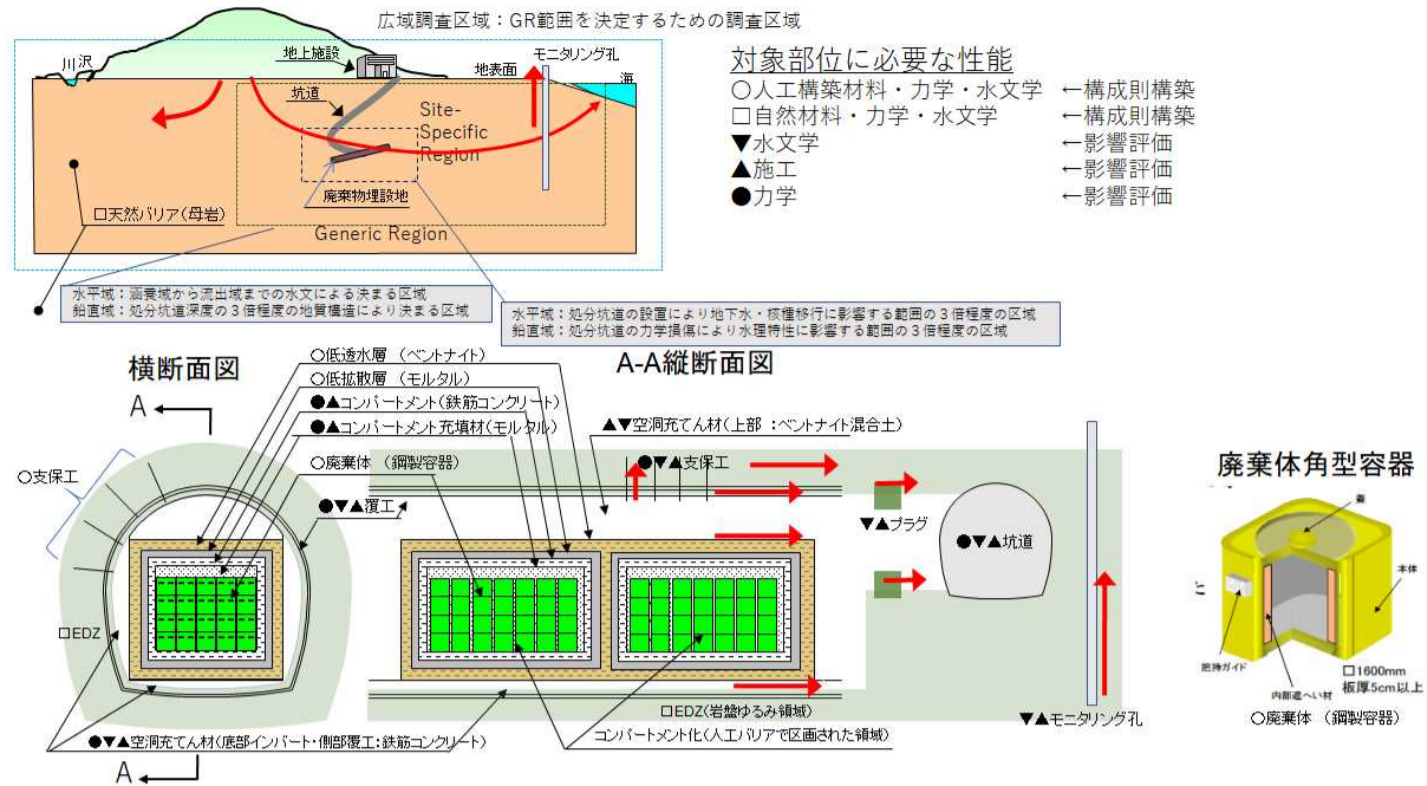 広域調査区域：GR範囲を決定するための調査区域
川沢
地上施設
地表面
モニタリング孔
海
坑道
Site-
Specific
Region
廃棄物埋設地
□天然バリア(母岩)
Generic Region
対象部位に必要な性能
○人工構築材料・力学・水文学 ←構成則構築
□自然材料・力学・水文学 ←構成則構築
▼水文学 ←影響評価
▲施工 ←影響評価
●力学 ←影響評価
水平域：涵養域から流出域までの水文による決まる区域
鉛直域：処分坑道深度の３倍程度の地質構造により決まる区域
水平域：処分坑道の設置により地下水・核種移行に影響する範囲の３倍程度の区域
鉛直域：処分坑道の力学損傷により水理特性に影響する範囲の３倍程度の区域
横断面図
A-A縦断面図
A
○低透水層 (ベントナイト)
○低拡散層 (モルタル)
●▲コンパートメント(鉄筋コンクリート)
●▲コンパートメント充填材(モルタル)
○廃棄体 (鋼製容器)
●▼▲覆工
○支保工
□EDZ
▲▼空洞充てん材(上部：ベントナイト混合土)
●▼▲支保工
▼▲プラグ
●▼▲坑道
□EDZ(岩盤ゆるみ領域)
コンパートメント化(人工バリアで区画された領域)
▼▲モニタリング孔
●▼▲空洞充てん材(底部インバート・側部覆工:鉄筋コンクリート)
A
廃棄体角型容器
蓋
本体
把持ガイド
内部遮へい材
□1600mm
板厚5cm以上
○廃棄体 (鋼製容器)